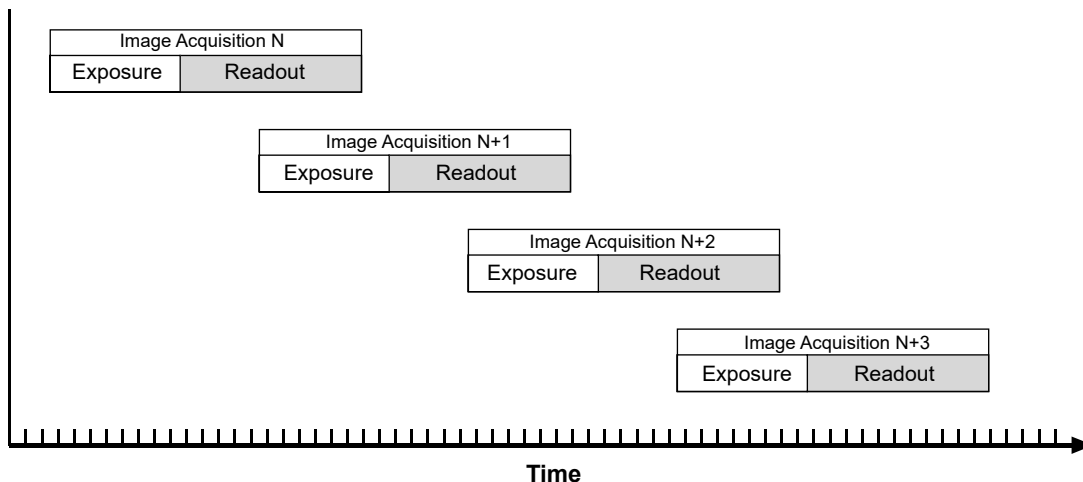 Image Acquisition N
Exposure Readout
Image Acquisition N+1
Exposure Readout
Image Acquisition N+2
Exposure Readout
Image Acquisition N+3
Exposure Readout
Time